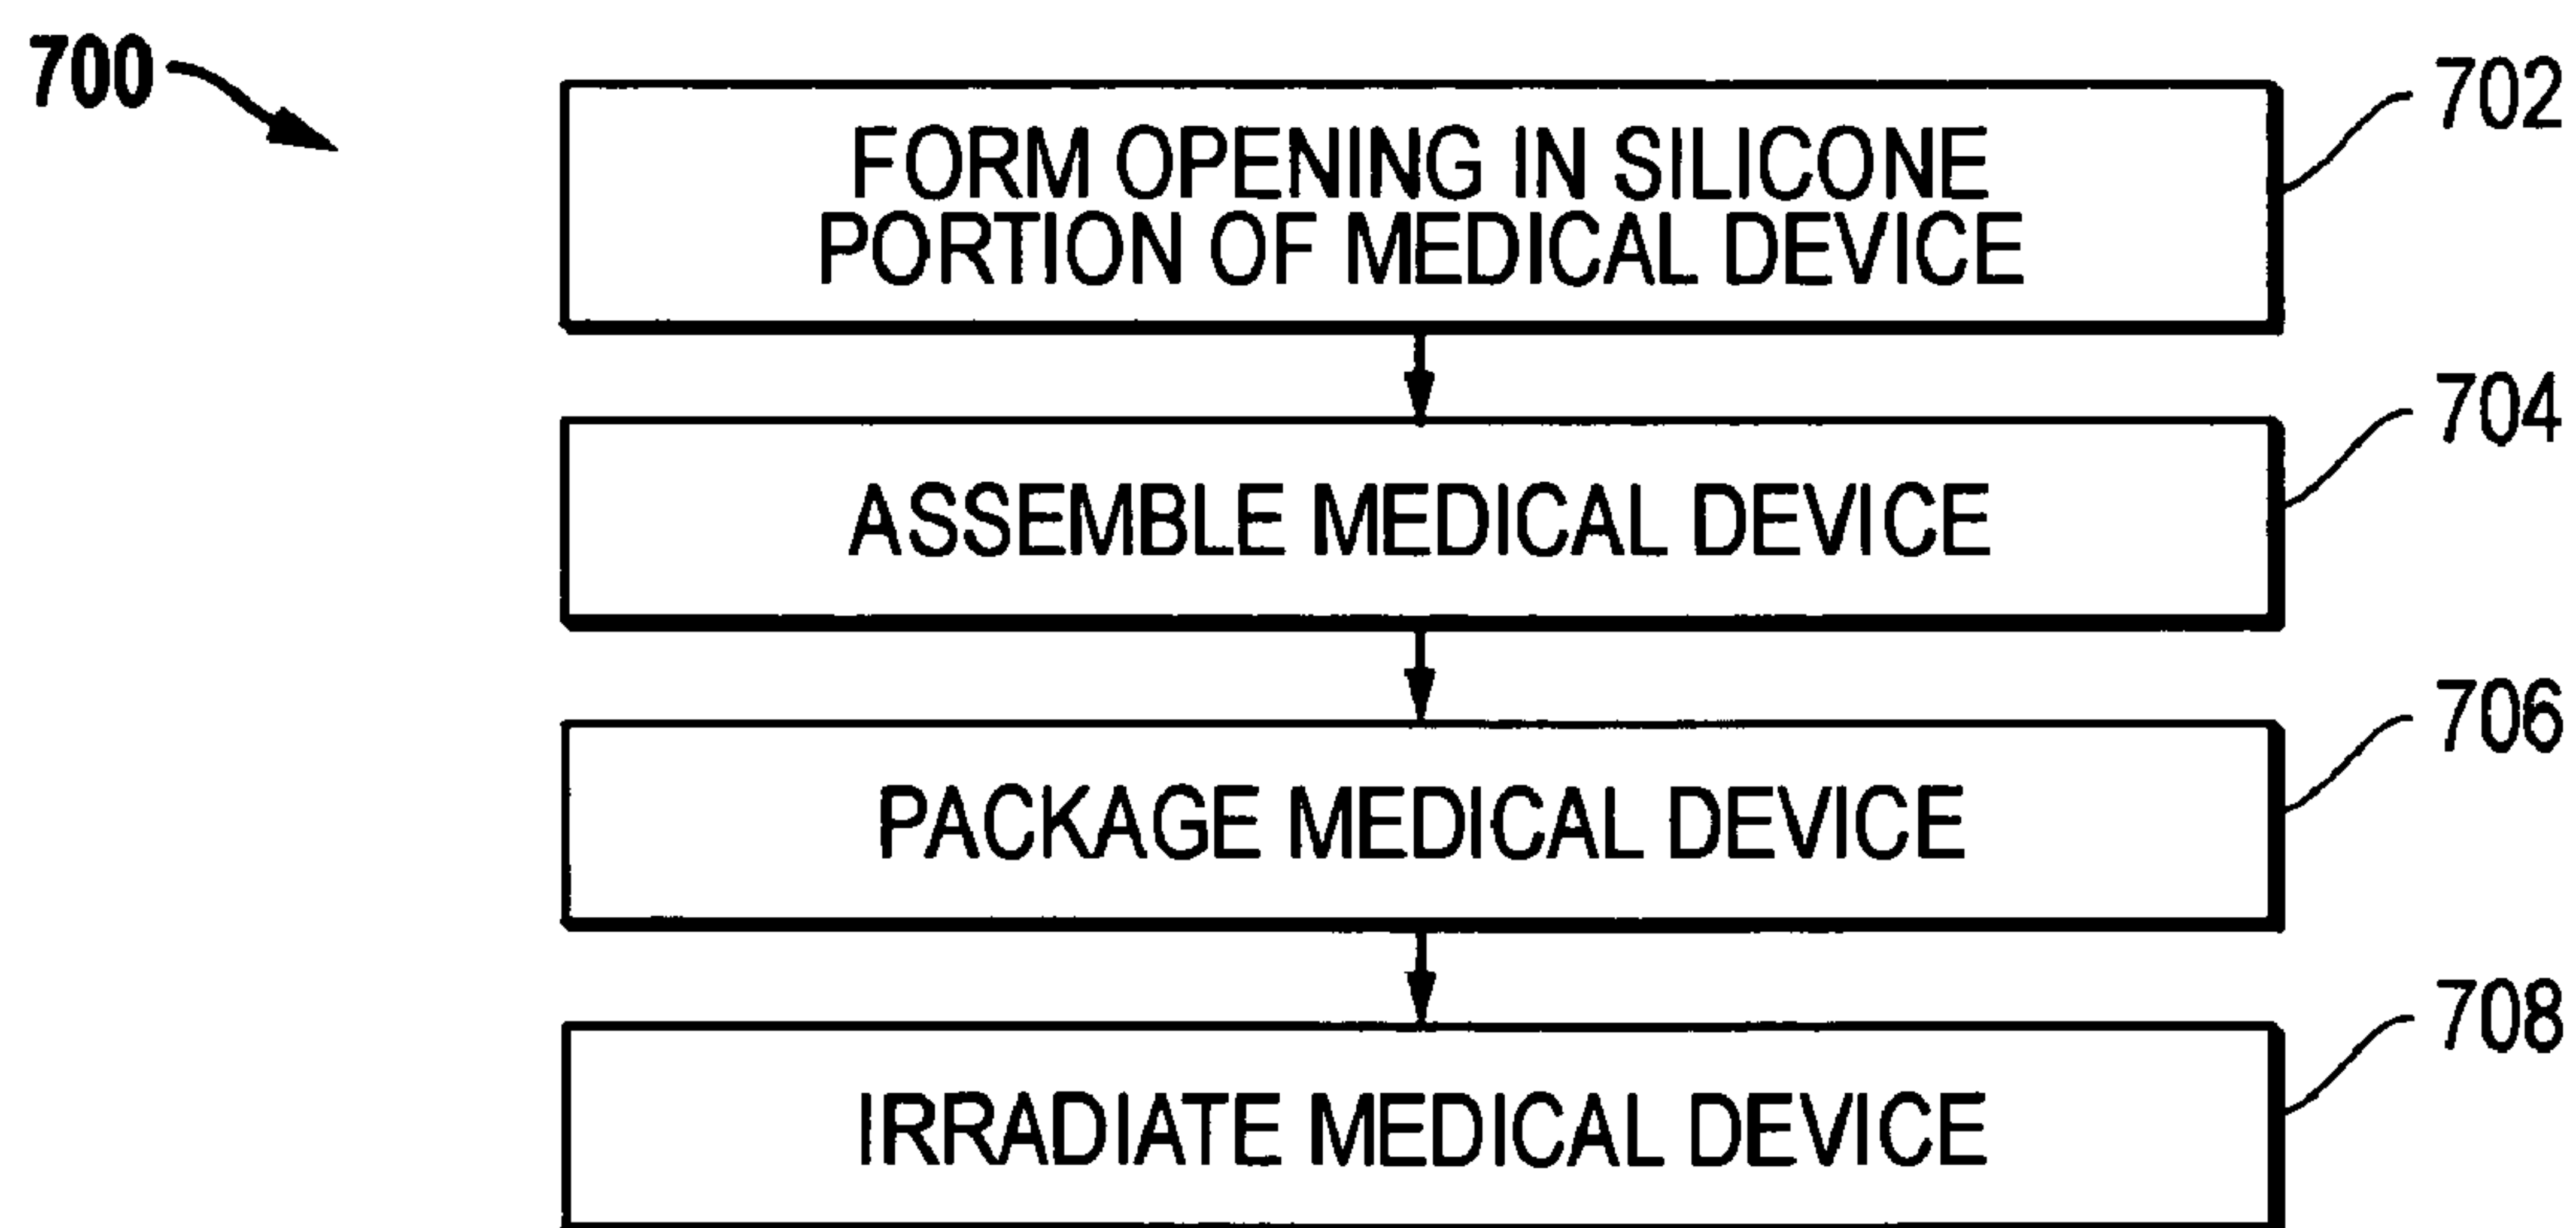 700
702
FORM OPENING IN SILICONE
PORTION OF MEDICAL DEVICE
704
ASSEMBLE MEDICAL DEVICE
706
PACKAGE MEDICAL DEVICE
708
IRRADIATE MEDICAL DEVICE